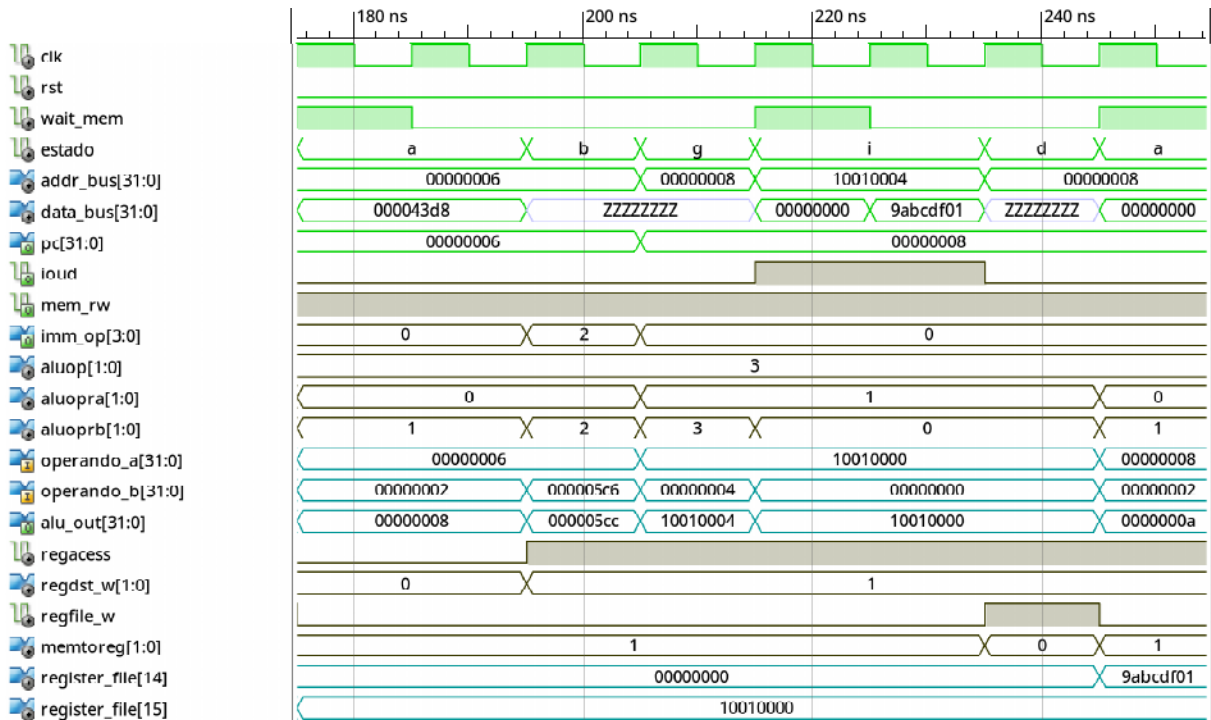 180 ns 200 ns 220 ns 240 ns
clk
rst
wait_mem
estado a b g i d a
addr_bus[31:0] 00000006 00000008 10010004 00000008
data_bus[31:0] 000043d8 ZZZZZZZZ 00000000 9abcdf01 ZZZZZZZZ 00000000
pc[31:0] 00000006 00000008
ioud
mem_rw
imm_op[3:0] 0 2 0
aluop[1:0] 3
aluopra[1:0] 0 1 0
aluoprb[1:0] 1 2 3 0 1
operando_a[31:0] 00000006 10010000 00000008
operando_b[31:0] 00000002 000005c6 00000004 00000000 00000002
alu_out[31:0] 00000008 000005cc 10010004 10010000 0000000a
regacess
regdst_w[1:0] 0 1
regfile_w
memtoreg[1:0] 1 0 1
register_file[14] 00000000 9abcdf01
register_file[15] 10010000